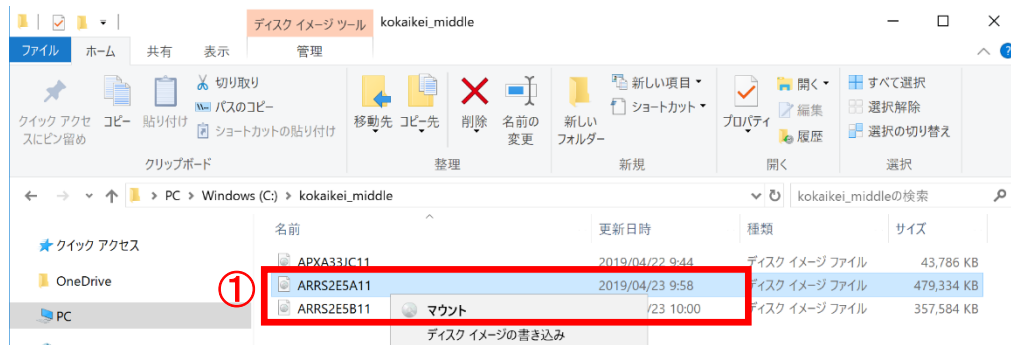 ディスク イメージ ツール kokaikei_middle
ファイル ホーム 共有 表示 管理
クイック アクセスにピン留め
コピー
貼り付け
切り取り
パスのコピー
ショートカットの貼り付け
クリップボード
移動先
コピー先
削除
名前の変更
整理
新しいフォルダー
新しい項目
ショートカット
新規
プロパティ
開く
編集
履歴
開く
すべて選択
選択解除
選択の切り替え
選択
PC > Windows (C:) > kokaikei_middle kokaikei_middleの検索
クイック アクセス
OneDrive
PC
名前 更新日時 種類 サイズ
APXA33JC11 2019/04/22 9:44 ディスク イメージ ファイル 43,786 KB
① ARRS2E5A11 2019/04/23 9:58 ディスク イメージ ファイル 479,334 KB
ARRS2E5B11 /23 10:00 ディスク イメージ ファイル 357,584 KB
マウント
ディスク イメージの書き込み